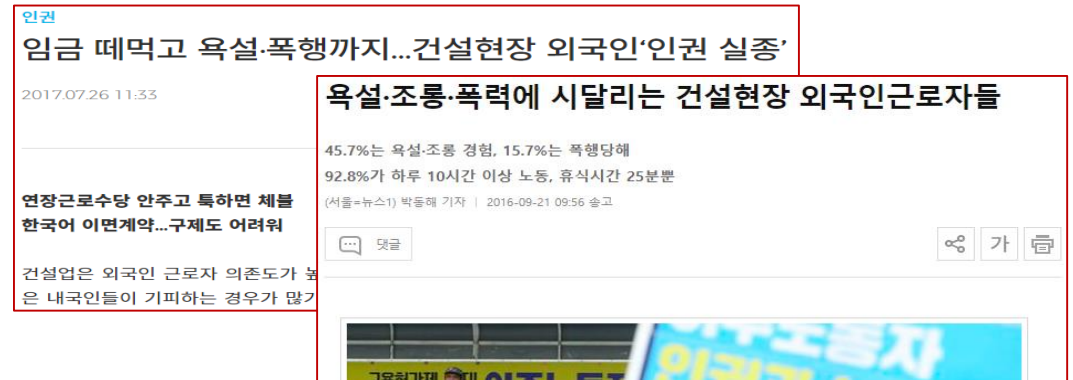 인권
임금 떼먹고 욕설·폭행까지...건설현장 외국인‘인권 실종’
2017.07.26 11:33
연장근로수당 안주고 툭하면 체불
한국어 이면계약...구제도 어려워
건설업은 외국인 근로자 의존도가
은 내국인들이 기피하는 경우가 많기
욕설·조롱·폭력에 시달리는 건설현장 외국인근로자들
45.7%는 욕설·조롱 경험, 15.7%는 폭행당해
92.8%가 하루 10시간 이상 노동, 휴식시간 25분뿐
(서울=뉴스1) 박동해 기자 | 2016-09-21 09:56 송고
댓글
가